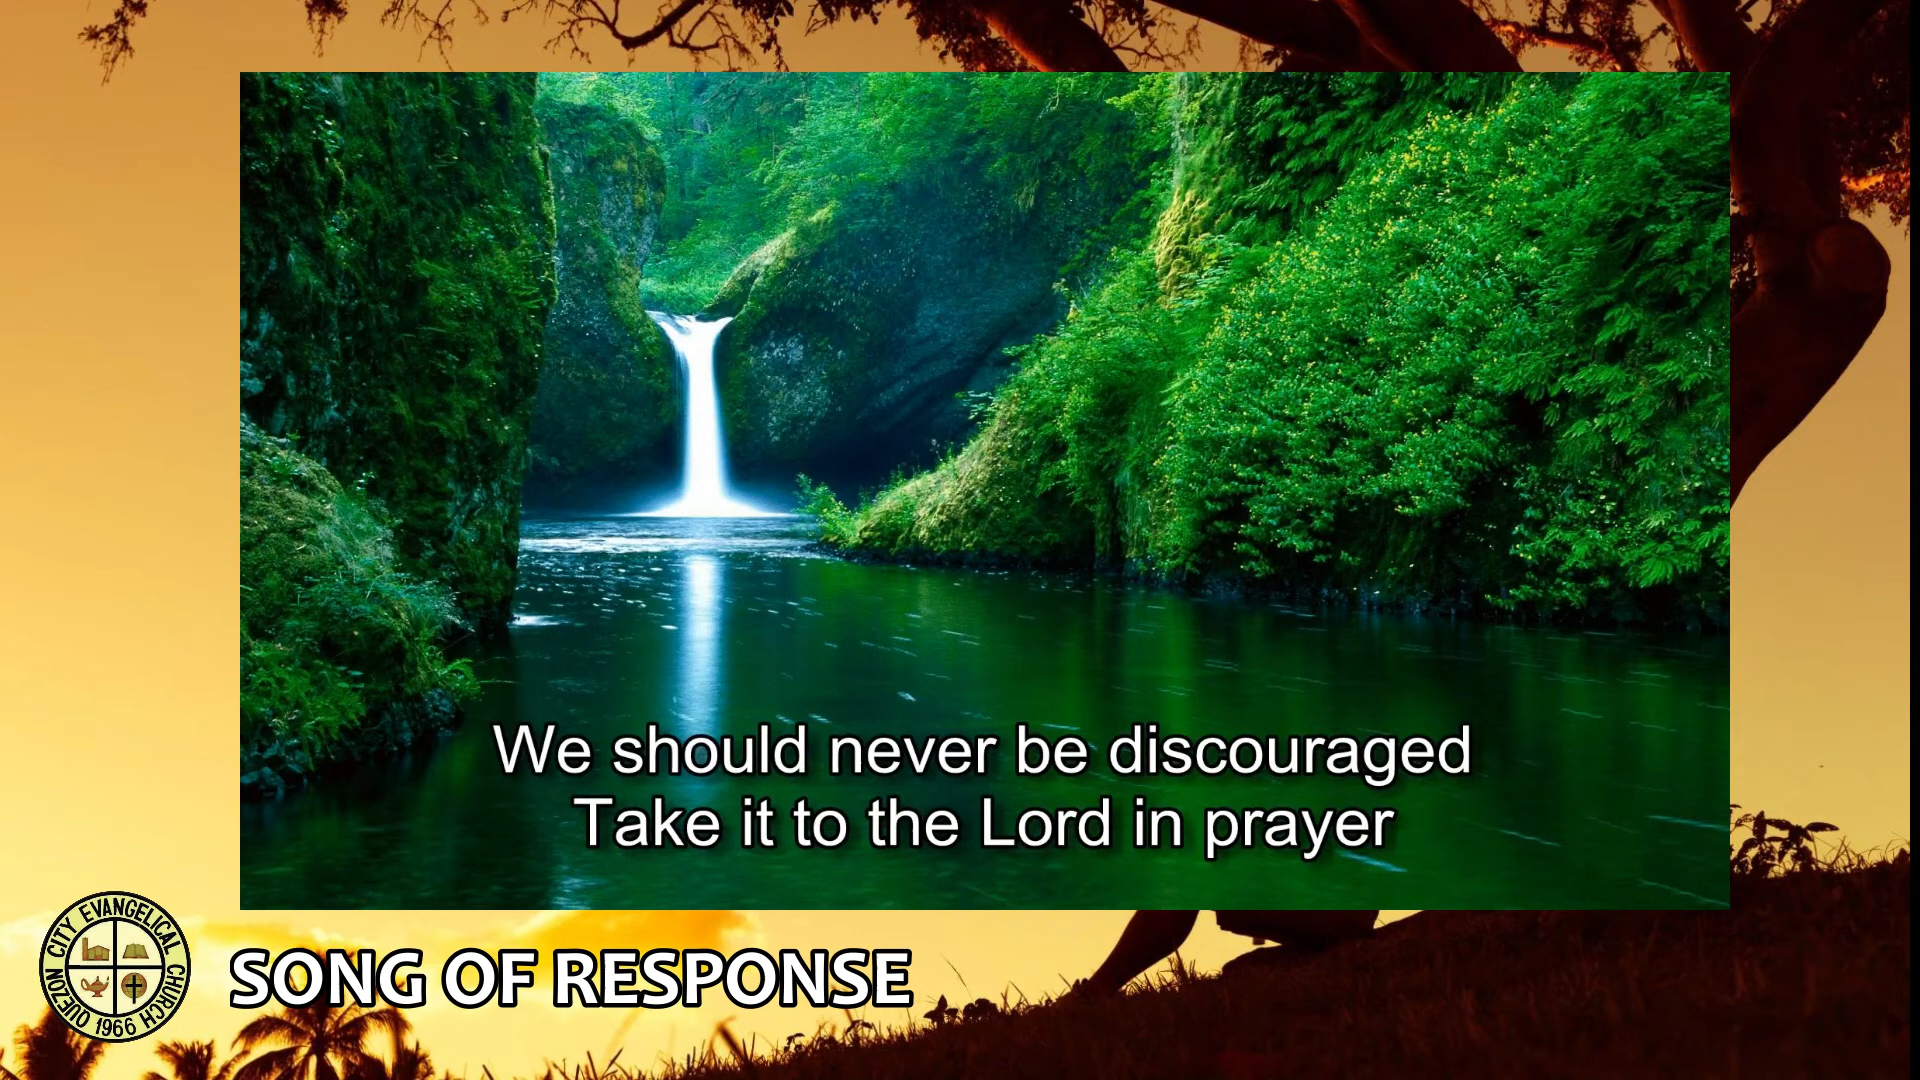 We should never be discouraged
Take it to the Lord in prayer
QUEZON CITY EVANGELICAL CHURCH
1966
SONG OF RESPONSE